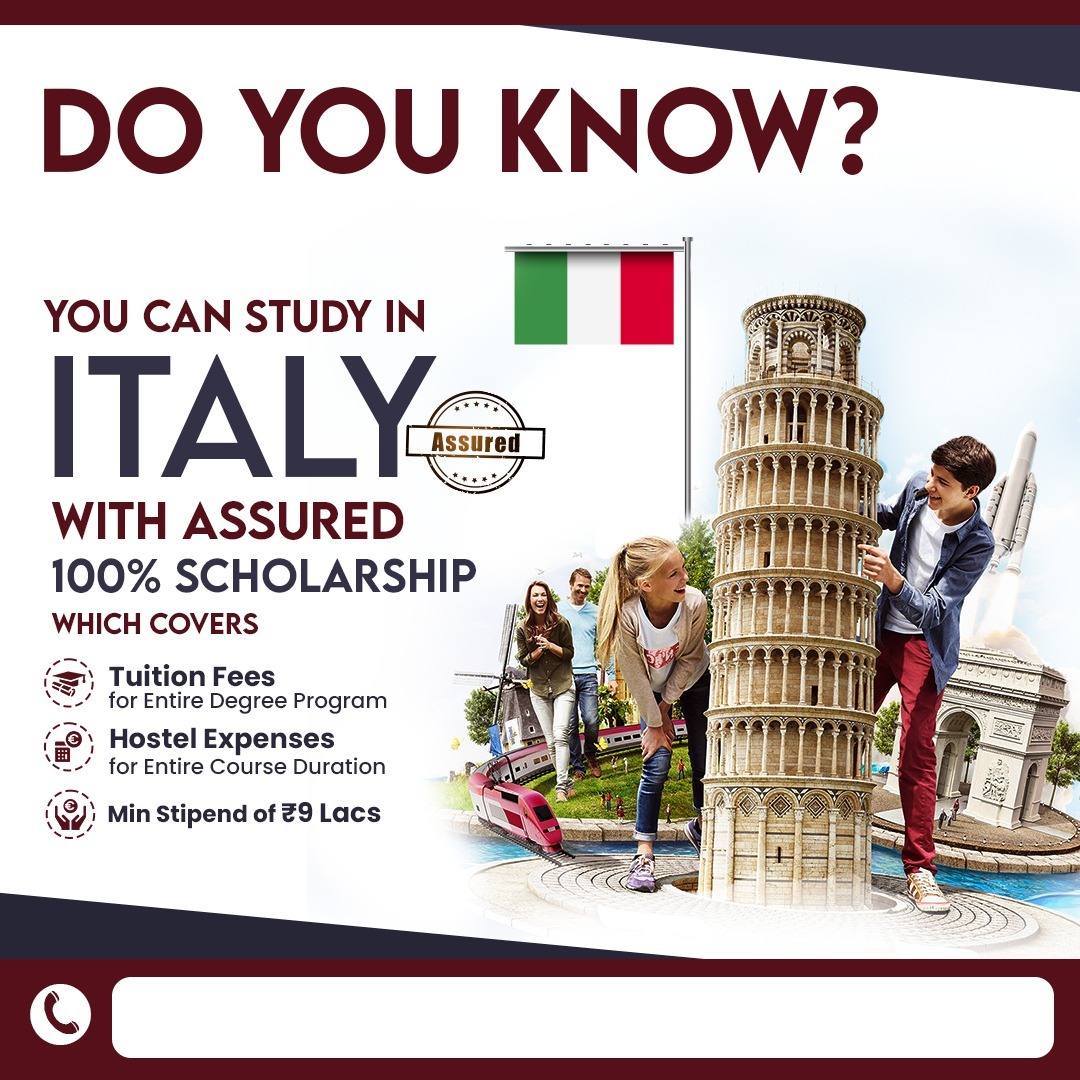 DO YOU KNOW?
YOU CAN STUDY IN
ITALY
Assured
WITH ASSURED
100% SCHOLARSHIP
WHICH COVERS
Tuition Fees
for Entire Degree Program
Hostel Expenses
for Entire Course Duration
Min Stipend of ₹9 Lacs